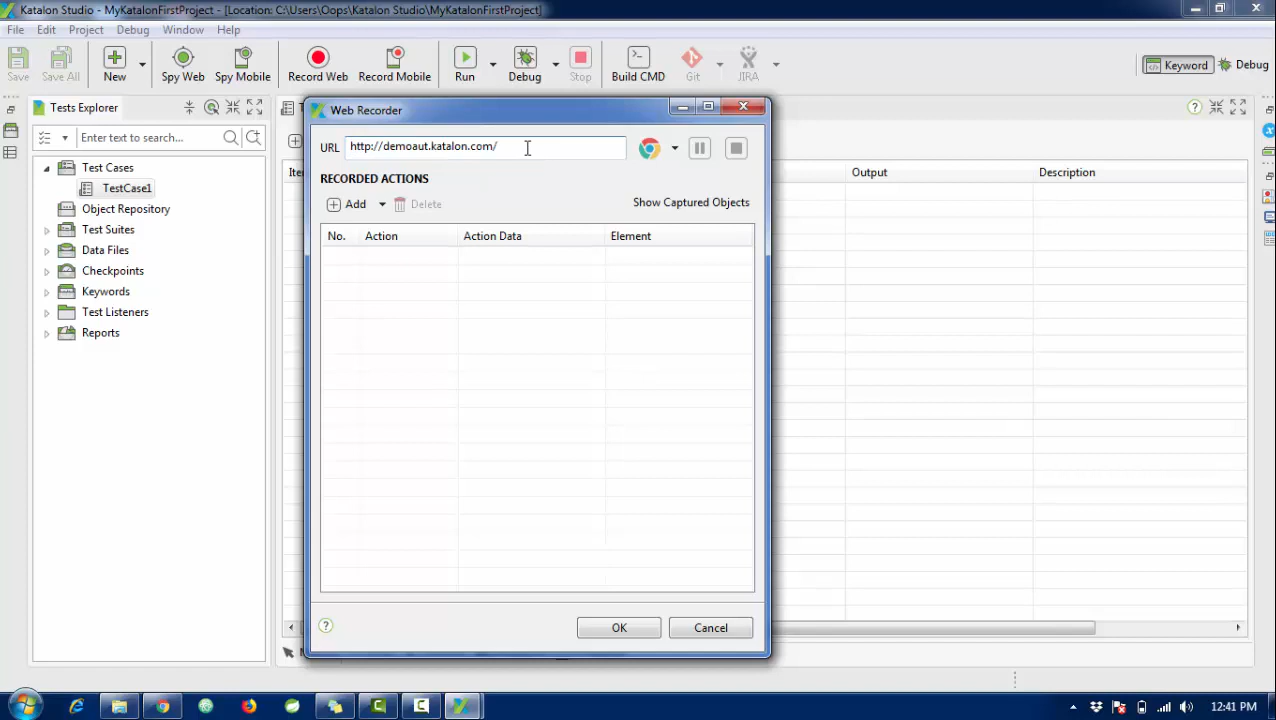 Katalon Studio - MyKatalonFirstProject - [Location: C:\Users\Oops\Katalon Studio\MyKatalonFirstProject]
File Edit Project Debug Window Help
Save Save All New Spy Web Spy Mobile Record Web Record Mobile Run Debug Stop Build CMD Git JIRA Keyword Debug
Tests Explorer
Enter text to search...
Test Cases
TestCase1
Object Repository
Test Suites
Data Files
Checkpoints
Keywords
Test Listeners
Reports
Web Recorder
URL http://demoaut.katalon.com/
RECORDED ACTIONS
Add Delete Show Captured Objects
No. Action Action Data Element
OK Cancel
Output Description
12:41 PM